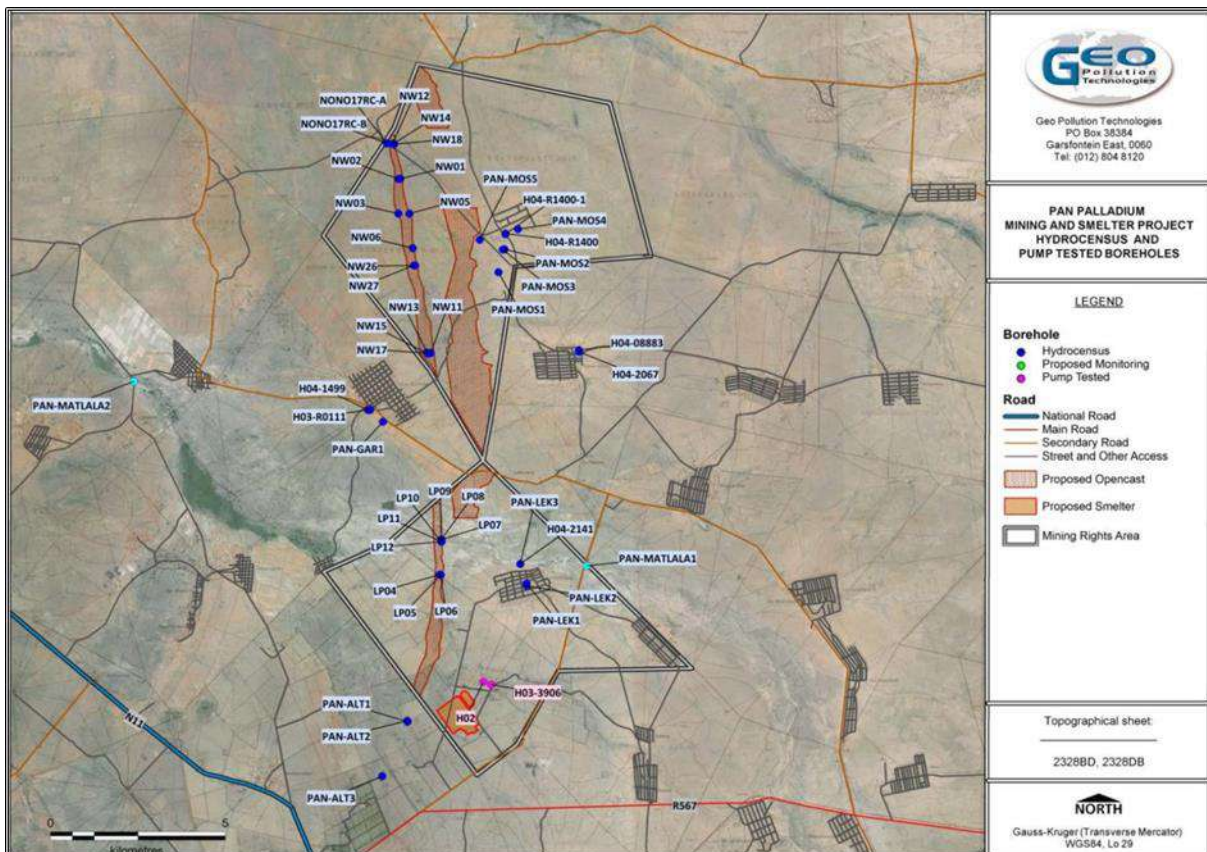 NW12
NONO17RC-A
NW14
NONO17RC-B
NW18
NW02
NW01
PAN-MOS5
H04-R1400-1
NW03
NW05
PAN-MOS4
H04-R1400
NW06
PAN-MOS2
NW26
PAN-MOS3
NW27
NW13
NW11
PAN-MOS1
NW15
H04-08883
NW17
H04-2067
H04-1499
PAN-MATLALA2
H03-R0111
PAN-GAR1
LP09
LP10
LP08
PAN-LEK3
LP11
LP07
H04-2141
LP12
PAN-MATLALA1
LP04
PAN-LEK2
LP05
LP06
PAN-LEK1
H03-3906
PAN-ALT1
H02
N11
PAN-ALT2
PAN-ALT3
R567
0 5
kilometres
GEO
Pollution
Technologies
Geo Pollution Technologies
PO Box 38384
Garsfontein East, 0060
Tel: (012) 804 8120
PAN PALLADIUM
MINING AND SMELTER PROJECT
HYDROCENSUS AND
PUMP TESTED BOREHOLES
LEGEND
Borehole
Hydrocensus
Proposed Monitoring
Pump Tested
Road
National Road
Main Road
Secondary Road
Street and Other Access
Proposed Opencast
Proposed Smelter
Mining Rights Area
Topographical sheet:
2328BD, 2328DB
NORTH
Gauss-Kruger (Transverse Mercator)
WGS84, Lo 29